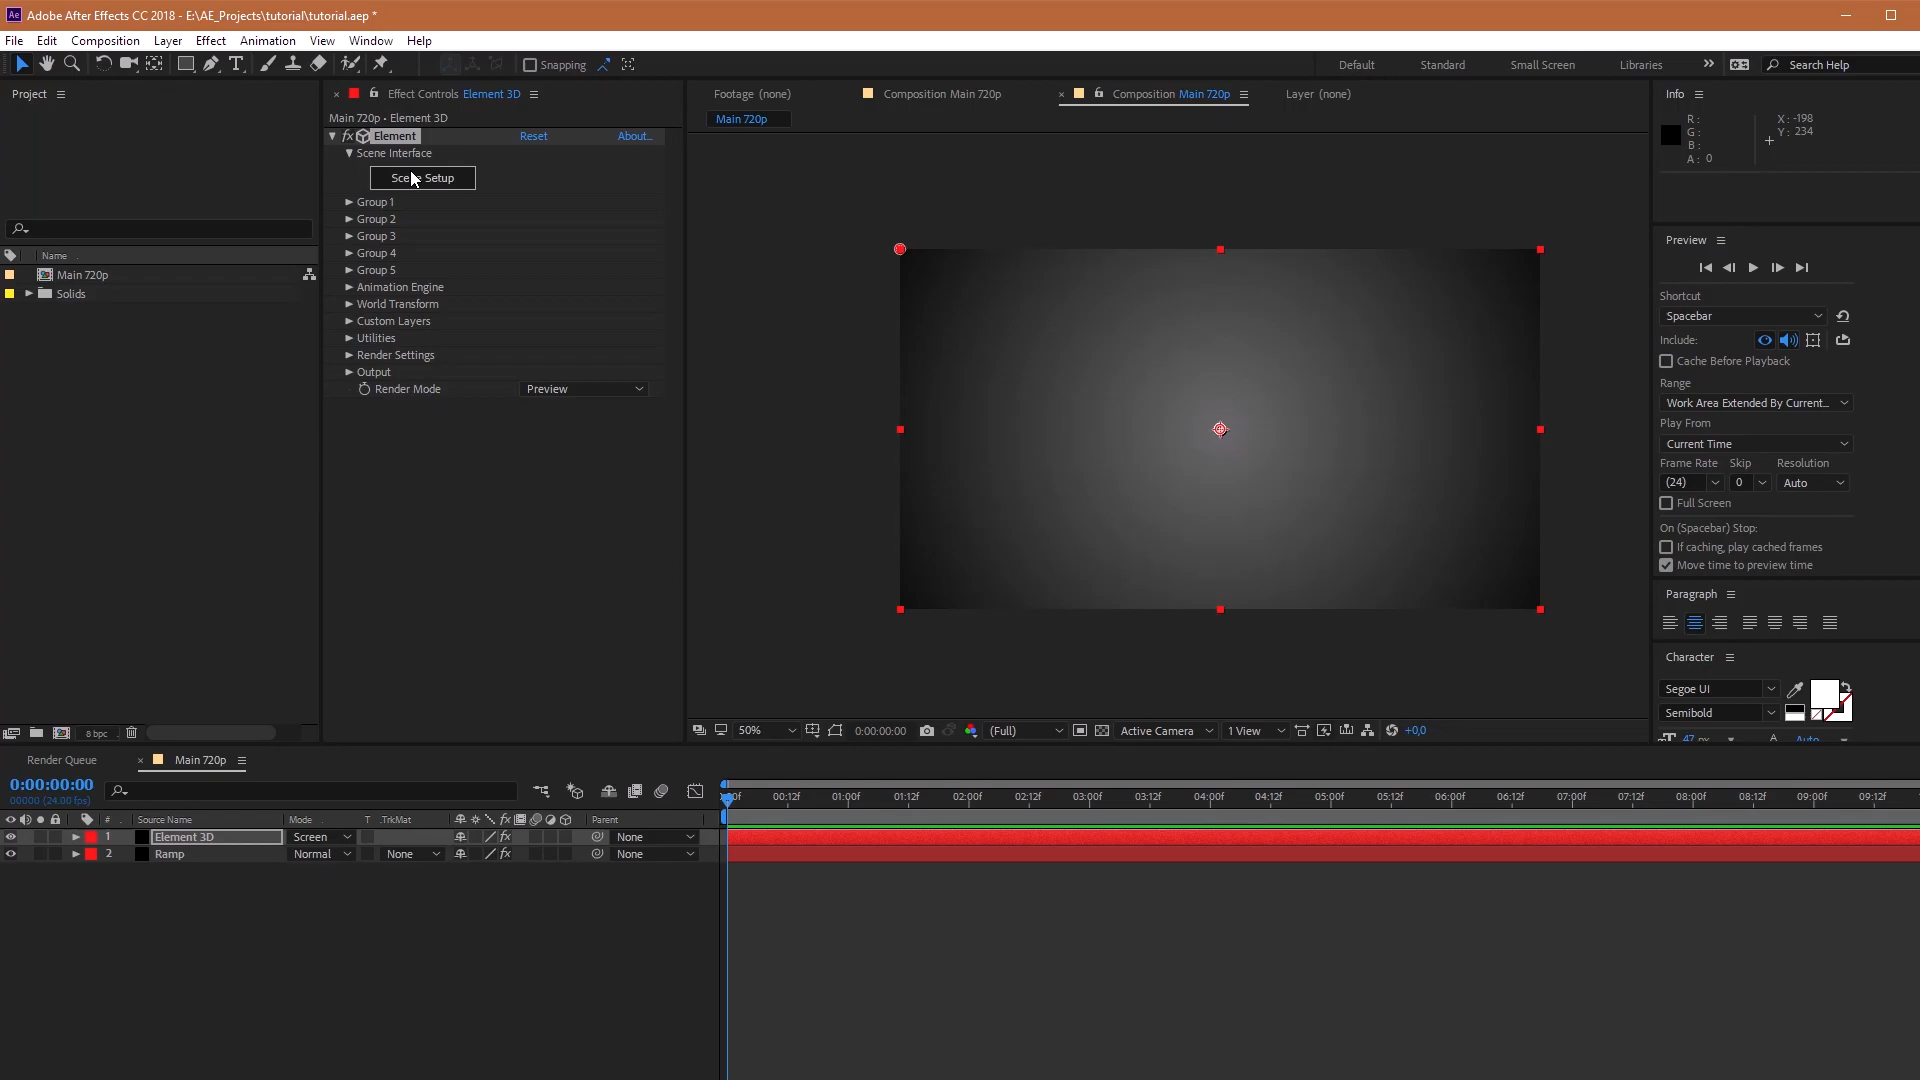 Ae Adobe After Effects CC 2018 - E:\AE_Projects\tutorial\tutorial.aep *
File Edit Composition Layer Effect Animation View Window Help
Snapping Default Standard Small Screen Libraries Search Help
Project
Effect Controls Element 3D
Footage (none) Composition Main 720p Composition Main 720p Layer (none)
Main 720p • Element 3D
Main 720p
fx Element Reset About...
Scene Interface
Setup
Group 1
Group 2
Group 3
Group 4
Group 5
Animation Engine
World Transform
Custom Layers
Utilities
Render Settings
Output
Render Mode Preview
Name
Main 720p
Solids
Info
R :
G :
B :
A : 0
X : -198
Y : 234
Preview
Shortcut
Spacebar
Include:
Cache Before Playback
Range
Work Area Extended By Current...
Play From
Current Time
Frame Rate Skip Resolution
(24) 0 Auto
Full Screen
On (Spacebar) Stop:
If caching, play cached frames
Move time to preview time
Paragraph
Character
Segoe UI
Semibold
8 bpc
50% 0:00:00:00 (Full) Active Camera 1 View +0,0
Render Queue Main 720p
0:00:00:00
00000 (24.00 fps)
00:12f 01:00f 01:12f 02:00f 02:12f 03:00f 03:12f 04:00f 04:12f 05:00f 05:12f 06:00f 06:12f 07:00f 07:12f 08:00f 08:12f 09:00f 09:12f
# Source Name Mode T .TrkMat fx Parent
1 Element 3D Screen fx None
2 Ramp Normal None fx None